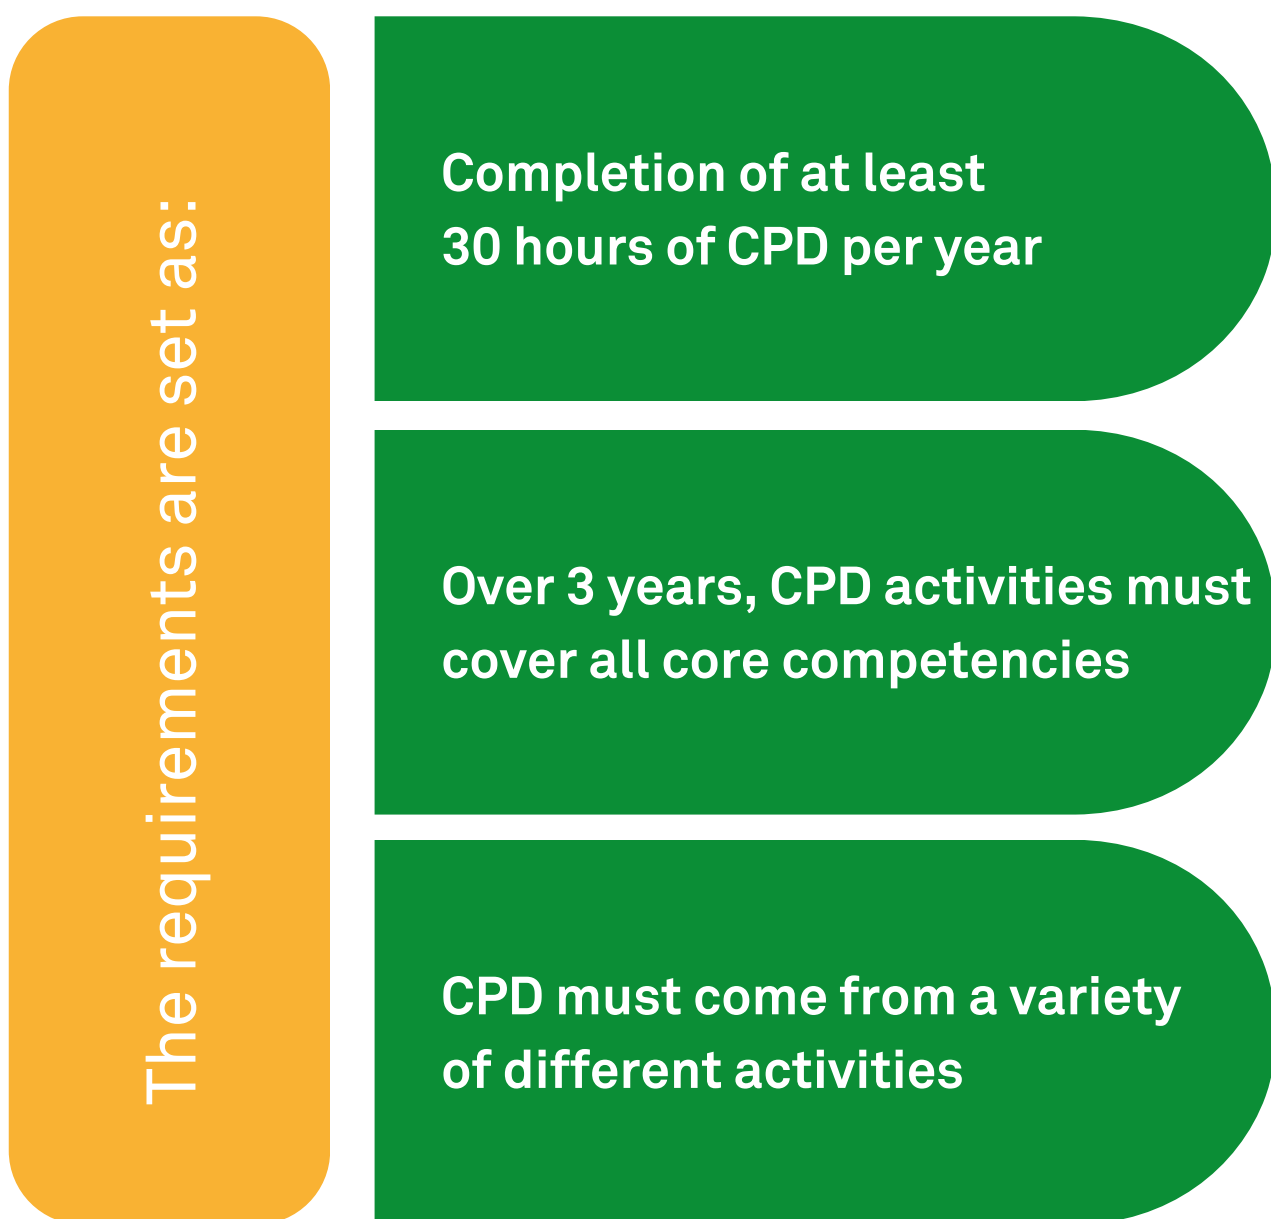 The requirements are set as:
Completion of at least
30 hours of CPD per year
Over 3 years, CPD activities must
cover all core competencies
CPD must come from a variety
of different activities